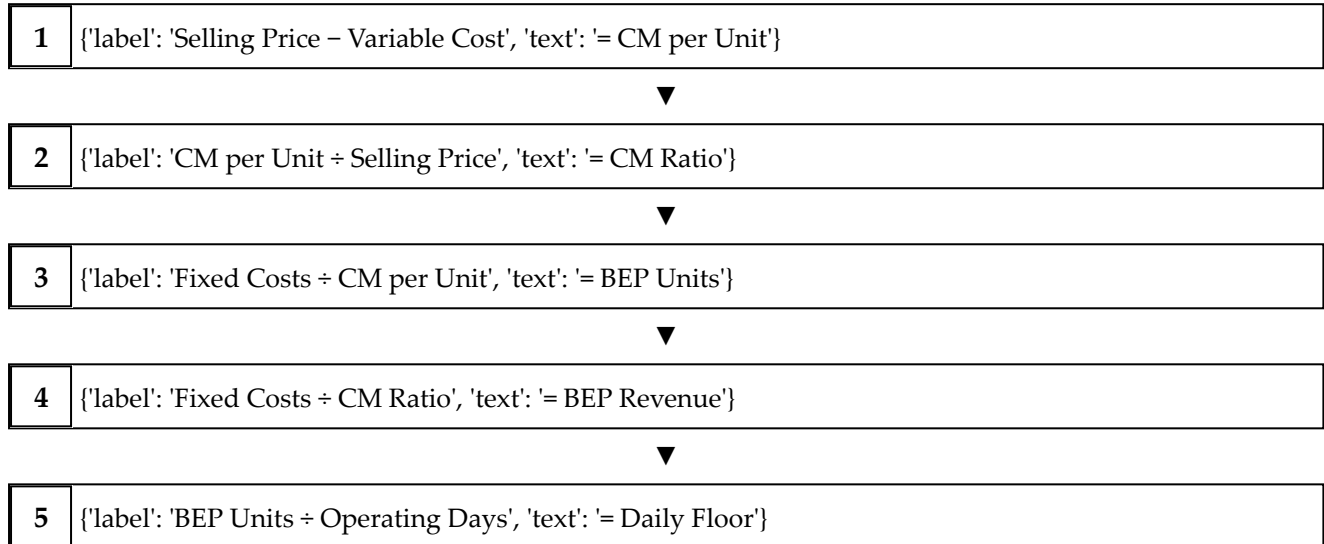 1 {'label': 'Selling Price − Variable Cost', 'text': '= CM per Unit'}
▼
2 {'label': 'CM per Unit ÷ Selling Price', 'text': '= CM Ratio'}
▼
3 {'label': 'Fixed Costs ÷ CM per Unit', 'text': '= BEP Units'}
▼
4 {'label': 'Fixed Costs ÷ CM Ratio', 'text': '= BEP Revenue'}
▼
5 {'label': 'BEP Units ÷ Operating Days', 'text': '= Daily Floor'}